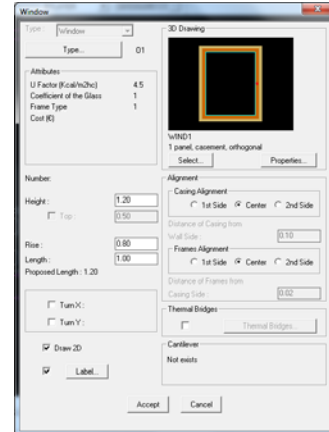 Window
Type : Window
Type... 01
Attributes
U Factor (Kcal/m2hc) 4.5
Coefficient of the Glass 1
Frame Type 1
Cost (€)
Number:
Height : 1.20
Top : 0.50
Rise : 0.80
Length : 1.00
Proposed Length : 1.20
Turn X :
Turn Y :
Draw 2D
Label...
3D Drawing
WIND1
1 panel, casement, orthogonal
Select... Properties...
Alignment
Casing Alignment
1st Side Center 2nd Side
Distance of Casing from
Wall Side : 0.10
Frames Alignment
1st Side Center 2nd Side
Distance of Frames from
Casing Side : 0.02
Thermal Bridges
Thermal Bridges...
Cantilever
Not exists
Accept Cancel